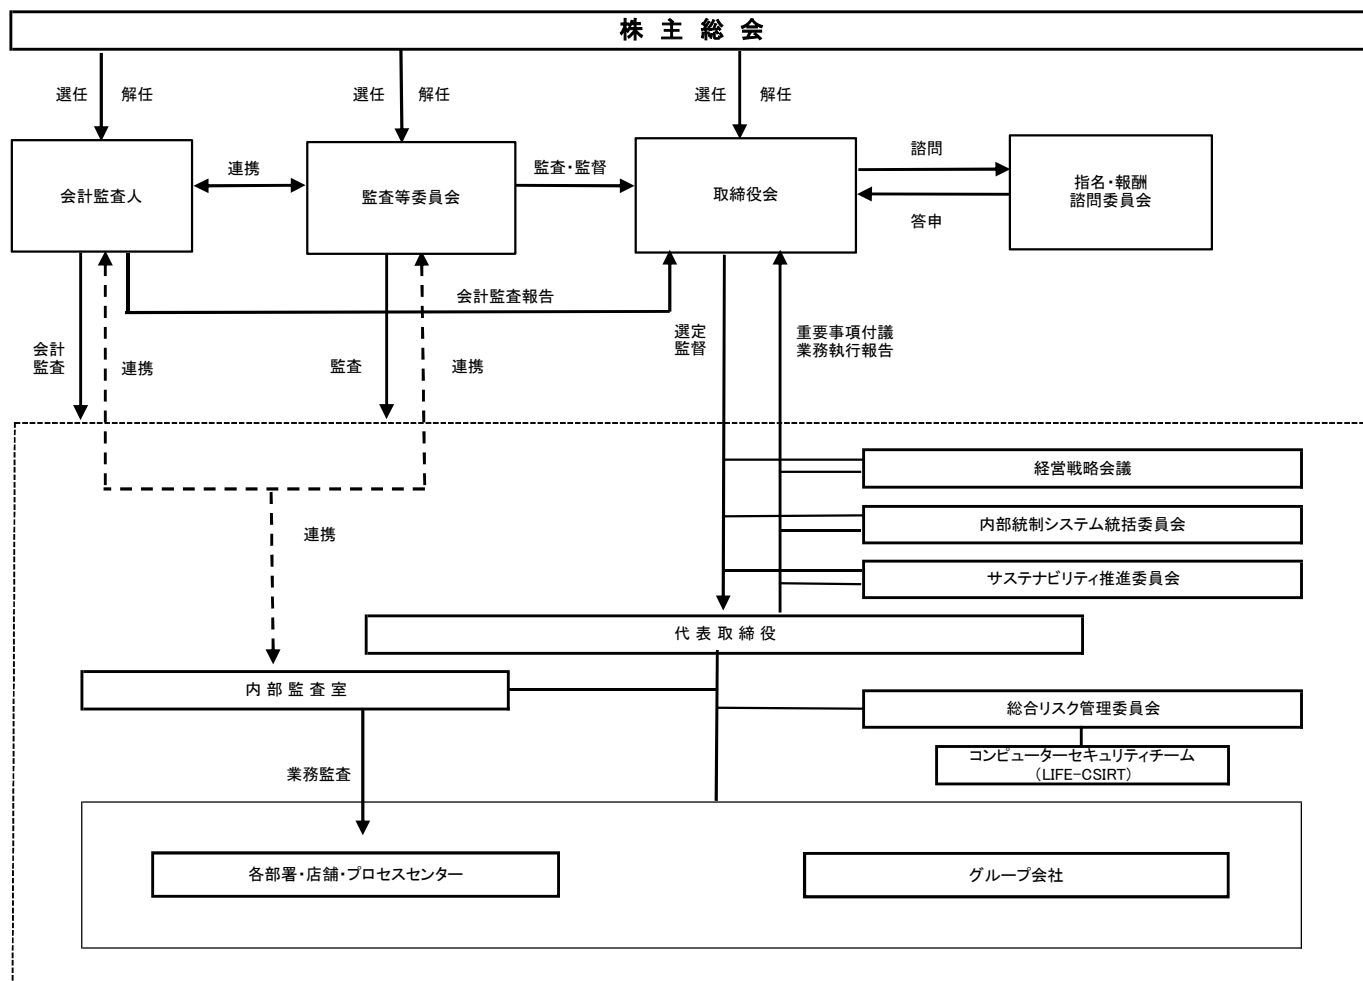 株 主 総 会
選任 解任
選任 解任
選任 解任
会計監査人
連携
監査等委員会
監査・監督
取締役会
諮問
答申
指名・報酬
諮問委員会
会計監査報告
会計
監査
連携
監査
連携
選定
監督
重要事項付議
業務執行報告
経営戦略会議
内部統制システム統括委員会
サステナビリティ推進委員会
連携
代 表 取 締 役
内 部 監 査 室
総合リスク管理委員会
コンピューターセキュリティチーム
(LIFE-CSIRT)
業務監査
各部署・店舗・プロセスセンター
グループ会社